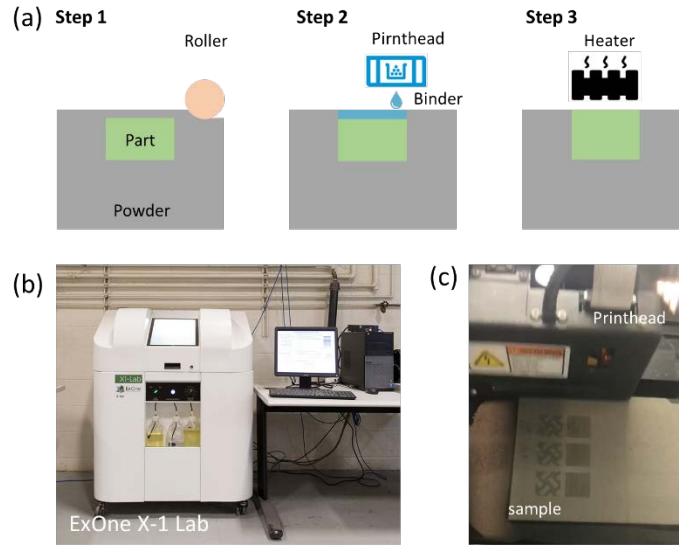 (a)
Step 1
Step 2
Step 3
Roller
Pirnthead
Heater
Binder
Part
Powder
(b)
X1-Lab
ExOne
ExOne X-1 Lab
(c)
Printhead
sample